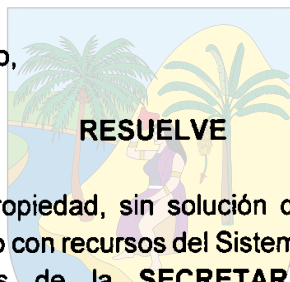 o,
RESUELVE
ropiedad, sin solución d
o con recursos del Sistem
s de la SECRETAR